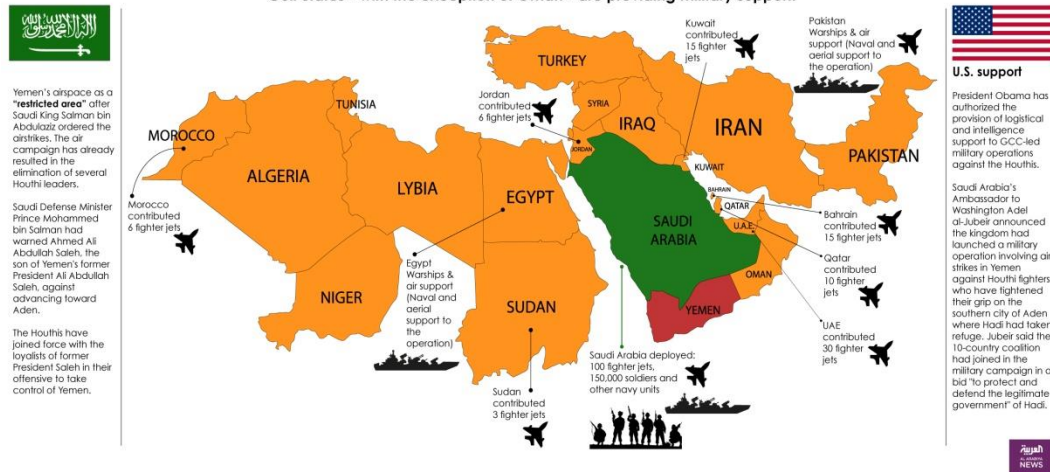 Gulf states – with the exception of Oman – are providing military support
لا إله إلا الله محمد رسول الله
Yemen's airspace as a
"restricted area" after
Saudi King Salman bin
Abdulaziz ordered the
airstrikes. The air
campaign has already
resulted in the
elimination of several
Houthi leaders.
Saudi Defense Minister
Prince Mohammed
bin Salman had
warned Ahmed Ali
Abdullah Saleh, the
son of Yemen's former
President Ali Abdullah
Saleh, against
advancing toward
Aden.
The Houthis have
joined force with the
loyalists of former
President Saleh in their
offensive to take
control of Yemen.
MOROCCO
Morocco
contributed
6 fighter jets
ALGERIA
TUNISIA
LYBIA
NIGER
EGYPT
Egypt
Warships &
air support
(Naval and
aerial
support to
the
operation)
SUDAN
Sudan
contributed
3 fighter jets
TURKEY
SYRIA
JORDAN
Jordan
contributed
6 fighter jets
IRAQ
IRAN
KUWAIT
Kuwait
contributed
15 fighter
jets
Pakistan
Warships & air
support (Naval and
aerial support to
the operation)
PAKISTAN
SAUDI
ARABIA
Saudi Arabia deployed:
100 fighter jets,
150,000 soldiers and
other navy units
YEMEN
OMAN
BAHRAIN
Bahrain
contributed
15 fighter jets
QATAR
Qatar
contributed
10 fighter
jets
U.A.E.
UAE
contributed
30 fighter
jets
U.S. support
President Obama has
authorized the
provision of logistical
and intelligence
support to GCC-led
military operations
against the Houthis.
Saudi Arabia's
Ambassador to
Washington Adel
al-Jubeir announced
the kingdom had
launched a military
operation involving air
strikes in Yemen
against Houthi fighters
who have tightened
their grip on the
southern city of Aden
where Hadi had taken
refuge. Jubeir said the
10-country coalition
had joined in the
military campaign in a
bid "to protect and
defend the legitimate
government" of Hadi.
العربية
AL ARABIYA
NEWS